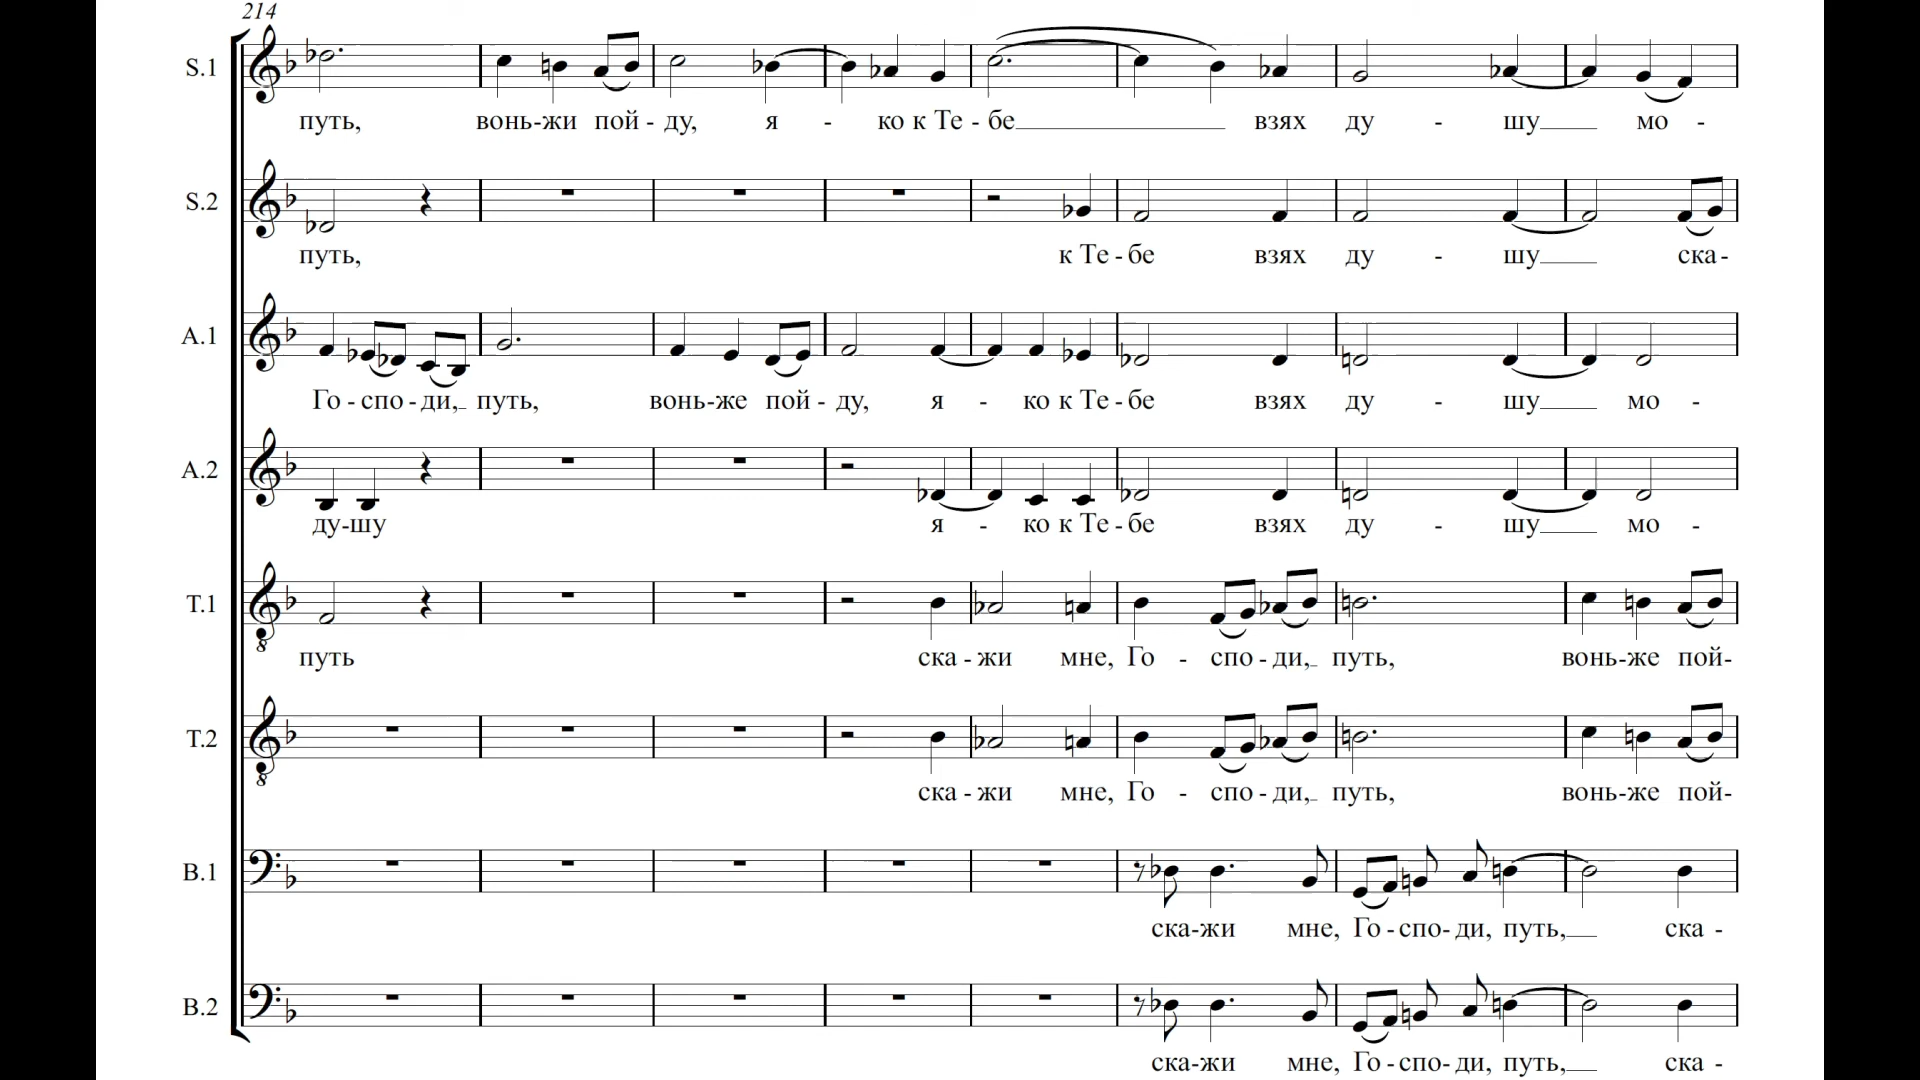 214
S.1
путь, вонь-жи пой - ду, я - ко к Те - бе взях ду - шу мо -
S.2
путь, к Те - бе взях ду - шу ска -
A.1
Го - спо - ди, путь, вонь-же пой - ду, я - ко к Те - бе взях ду - шу мо -
A.2
ду-шу я - ко к Те - бе взях ду - шу мо -
T.1
8
путь ска - жи мне, Го - спо - ди, путь, вонь-же пой-
T.2
8
ска - жи мне, Го - спо - ди, путь, вонь-же пой-
B.1
ска-жи мне, Го - спо- ди, путь, ска -
B.2
ска-жи мне, Го - спо- ди, путь, ска -